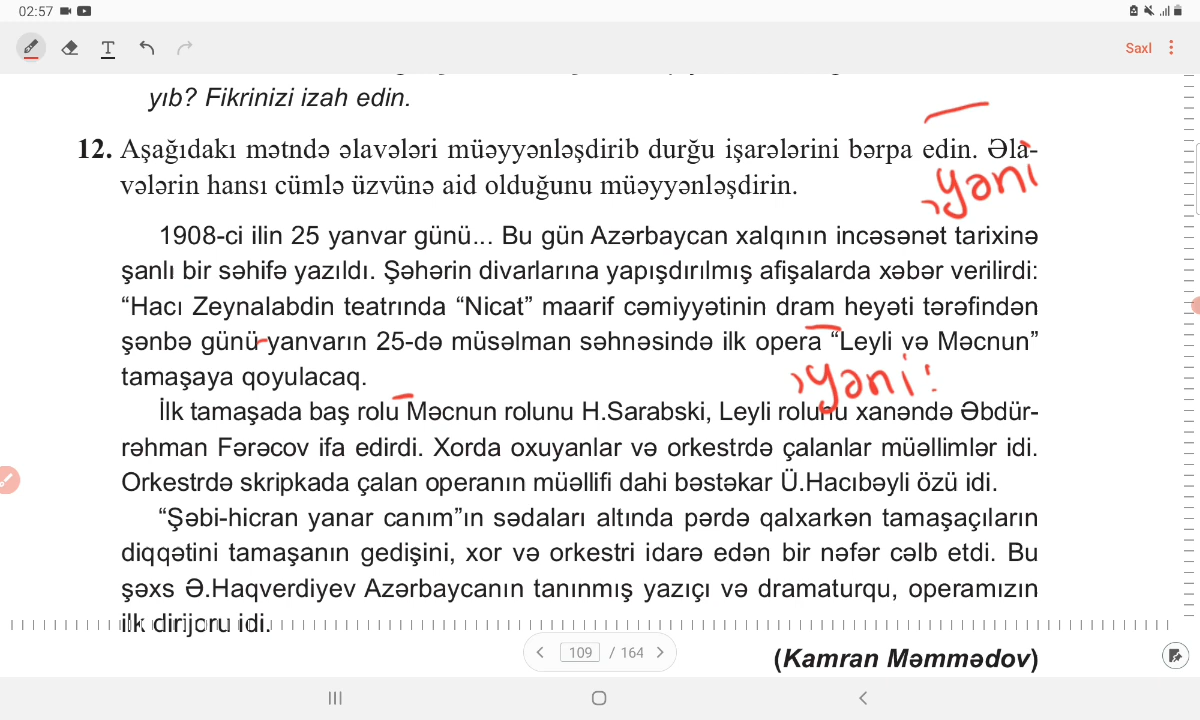 02:57
T
Saxl
yıb? Fikrinizi izah edin.
12. Aşağıdakı mətndə əlavələri müəyyənləşdirib durğu işarələrini bərpa edin. Əla-
vələrin hansı cümlə üzvünə aid olduğunu müəyyənləşdirin.
, yəni
1908-ci ilin 25 yanvar günü... Bu gün Azərbaycan xalqının incəsənət tarixinə
şanlı bir səhifə yazıldı. Şəhərin divarlarına yapışdırılmış afişalarda xəbər verilirdi:
“Hacı Zeynalabdin teatrında “Nicat” maarif cəmiyyətinin dram heyəti tərəfindən
şənbə günü-yanvarın 25-də müsəlman səhnəsində ilk opera “Leyli və Məcnun”
tamaşaya qoyulacaq.
, yəni:
İlk tamaşada baş rolu Məcnun rolunu H.Sarabski, Leyli rolunu xanəndə Əbdür-
rəhman Fərəcov ifa edirdi. Xorda oxuyanlar və orkestrdə çalanlar müəllimlər idi.
Orkestrdə skripkada çalan operanın müəllifi dahi bəstəkar Ü.Hacıbəyli özü idi.
“Şəbi-hicran yanar canım”ın sədaları altında pərdə qalxarkən tamaşaçıların
diqqətini tamaşanın gedişini, xor və orkestri idarə edən bir nəfər cəlb etdi. Bu
şəxs Ə.Haqverdiyev Azərbaycanın tanınmış yazıçı və dramaturqu, operamızın
ilk dirijoru idi.
109 / 164
(Kamran Məmmədov)